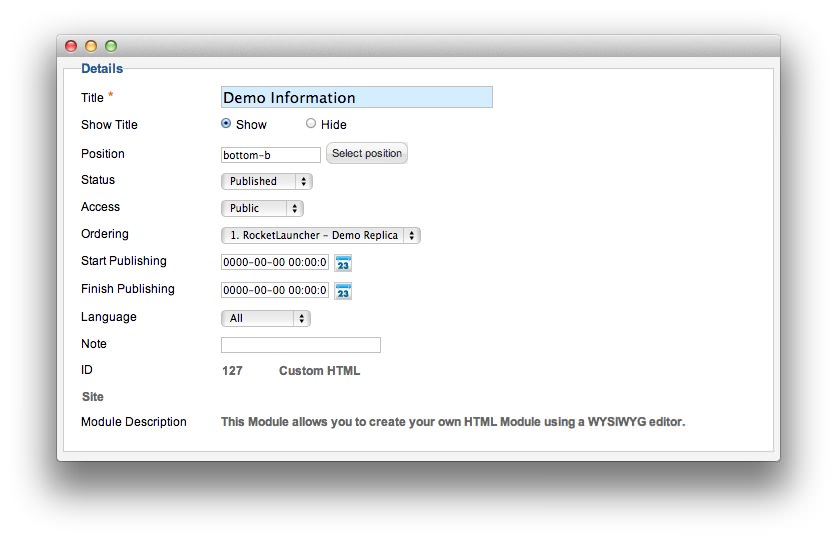 Details
Title * Demo Information
Show Title Show Hide
Position bottom-b Select position
Status Published
Access Public
Ordering 1. RocketLauncher - Demo Replica
Start Publishing 0000-00-00 00:00:0 23
Finish Publishing 0000-00-00 00:00:0 23
Language All
Note
ID 127 Custom HTML
Site
Module Description This Module allows you to create your own HTML Module using a WYSIWYG editor.